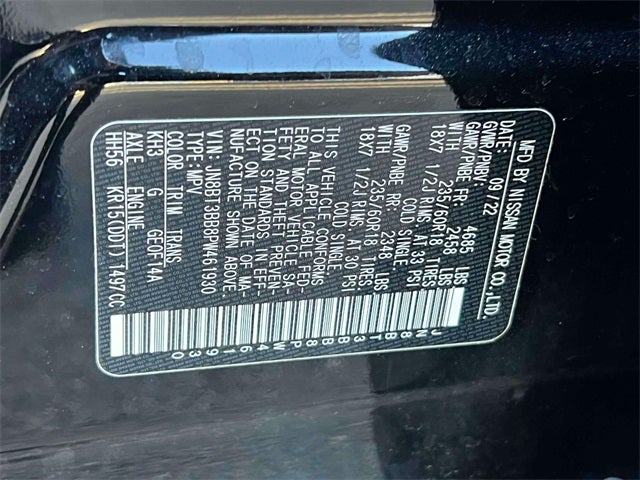 MFD BY NISSAN MOTOR CO.,LTD.
DATE: 09/22
GVWR/PNBV: 4685 LBS
GAWR/PNBE FR: 2458 LBS
WITH 235/60R18 TIRES
18X7 1/2J RIMS AT 33 PSI
COLD SINGLE
GAWR/PNBE RR: 2348 LBS
WITH 235/60R18 TIRES
18X7 1/2J RIMS AT 30 PSI
COLD SINGLE
THIS VEHICLE CONFORMS
TO ALL APPLICABLE FED-
ERAL MOTOR VEHICLE SA-
FETY AND THEFT PREVENT-
ION STANDARDS IN EFF-
ECT ON THE DATE OF MA-
NUFACTURE SHOWN ABOVE.
VIN: JN8BT3BB8PW461930
TYPE: MPV
COLOR TRIM TRANS
KH3 G GE0F14A
AXLE ENGINE
HH56 KR15(DDT) 1497CC
JN8BT3BB8PW461930